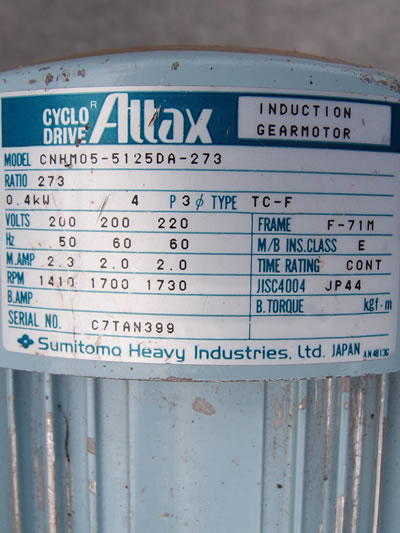 CYCLO DRIVE R Altax
INDUCTION GEARMOTOR
MODEL CNHM05-5125DA-273
RATIO 273
0.4kW 4 P 3 φ TYPE TC-F
VOLTS 200 200 220
FRAME F-71M
Hz 50 60 60
M/B INS.CLASS E
M.AMP 2.3 2.0 2.0
TIME RATING CONT
RPM 1410 1700 1730
JISC4004 JP44
B.AMP
B.TORQUE kgf-m
SERIAL NO. C7TAN399
Sumitomo Heavy Industries, Ltd. JAPAN AN4813G